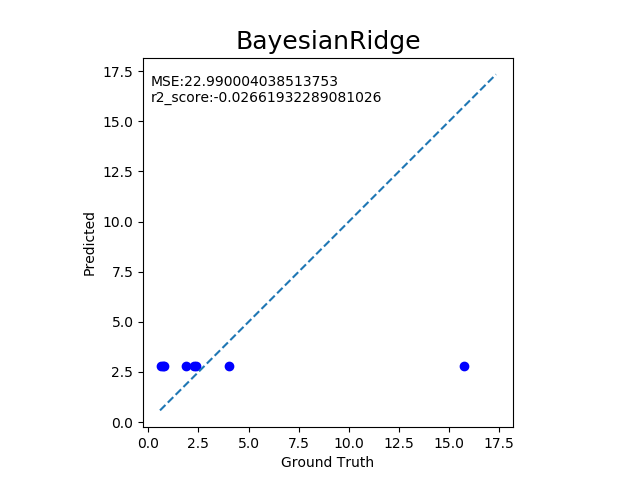 BayesianRidge
MSE:22.990004038513753
r2_score:-0.02661932289081026
17.5
15.0
12.5
10.0
7.5
5.0
2.5
0.0
Predicted
0.0 2.5 5.0 7.5 10.0 12.5 15.0 17.5
Ground Truth